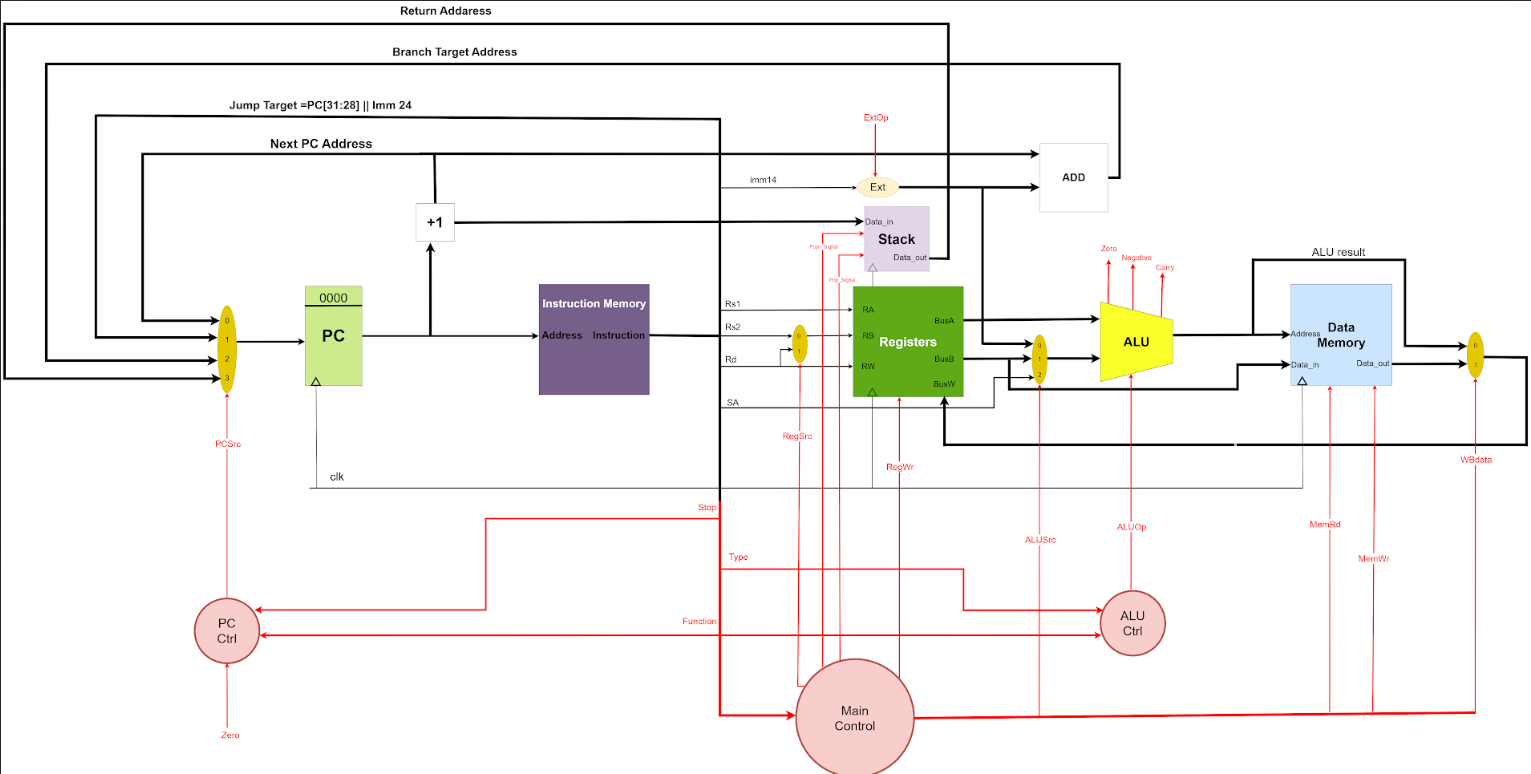 Return Addaress
Branch Target Address
Jump Target =PC[31:28] || Imm 24
Next PC Address
ExtOp
imm14
Ext
ADD
+1
Data_in
Stack
Data_out
Push_Signal
Pop_Signal
Zero
Negative
Carry
ALU result
0000
PC
Instruction Memory
Address
Instruction
Rs1
Rs2
Rd
SA
0
1
RA
RB
RW
Registers
BusA
BusB
BusW
0
1
2
ALU
Address
Data
Memory
Data_in
Data_out
0
1
0
1
2
3
PCSrc
clk
RegSrc
RegWr
WBdata
Stop
MemRd
ALUOp
ALUSrc
Type
MemWr
Function
PC
Ctrl
ALU
Ctrl
Main
Control
Zero